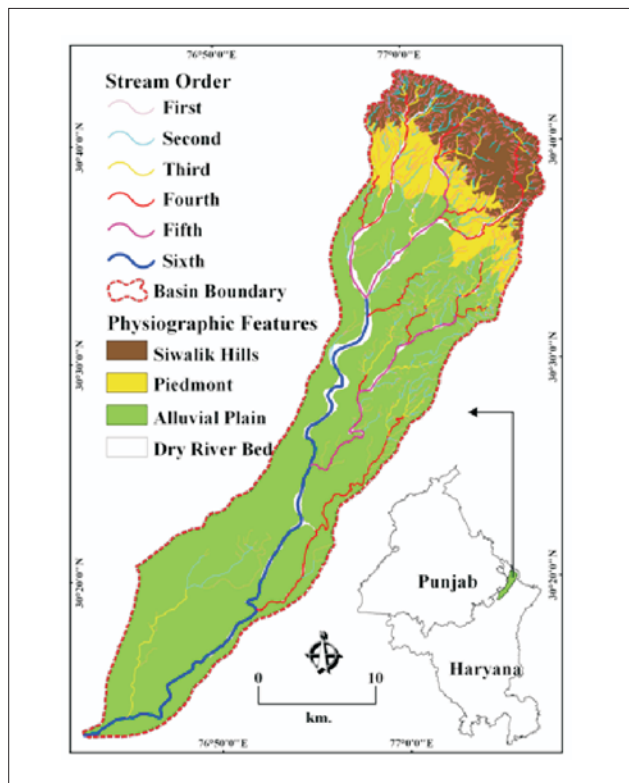 76°50'0"E
77°0'0"E
Stream Order
First
Second
Third
Fourth
Fifth
Sixth
Basin Boundary
Physiographic Features
Siwalik Hills
Piedmont
Alluvial Plain
Dry River Bed
30°40'0"N
30°40'0"N
30°30'0"N
30°30'0"N
30°20'0"N
30°20'0"N
Punjab
Haryana
0
10
km.
76°50'0"E
77°0'0"E